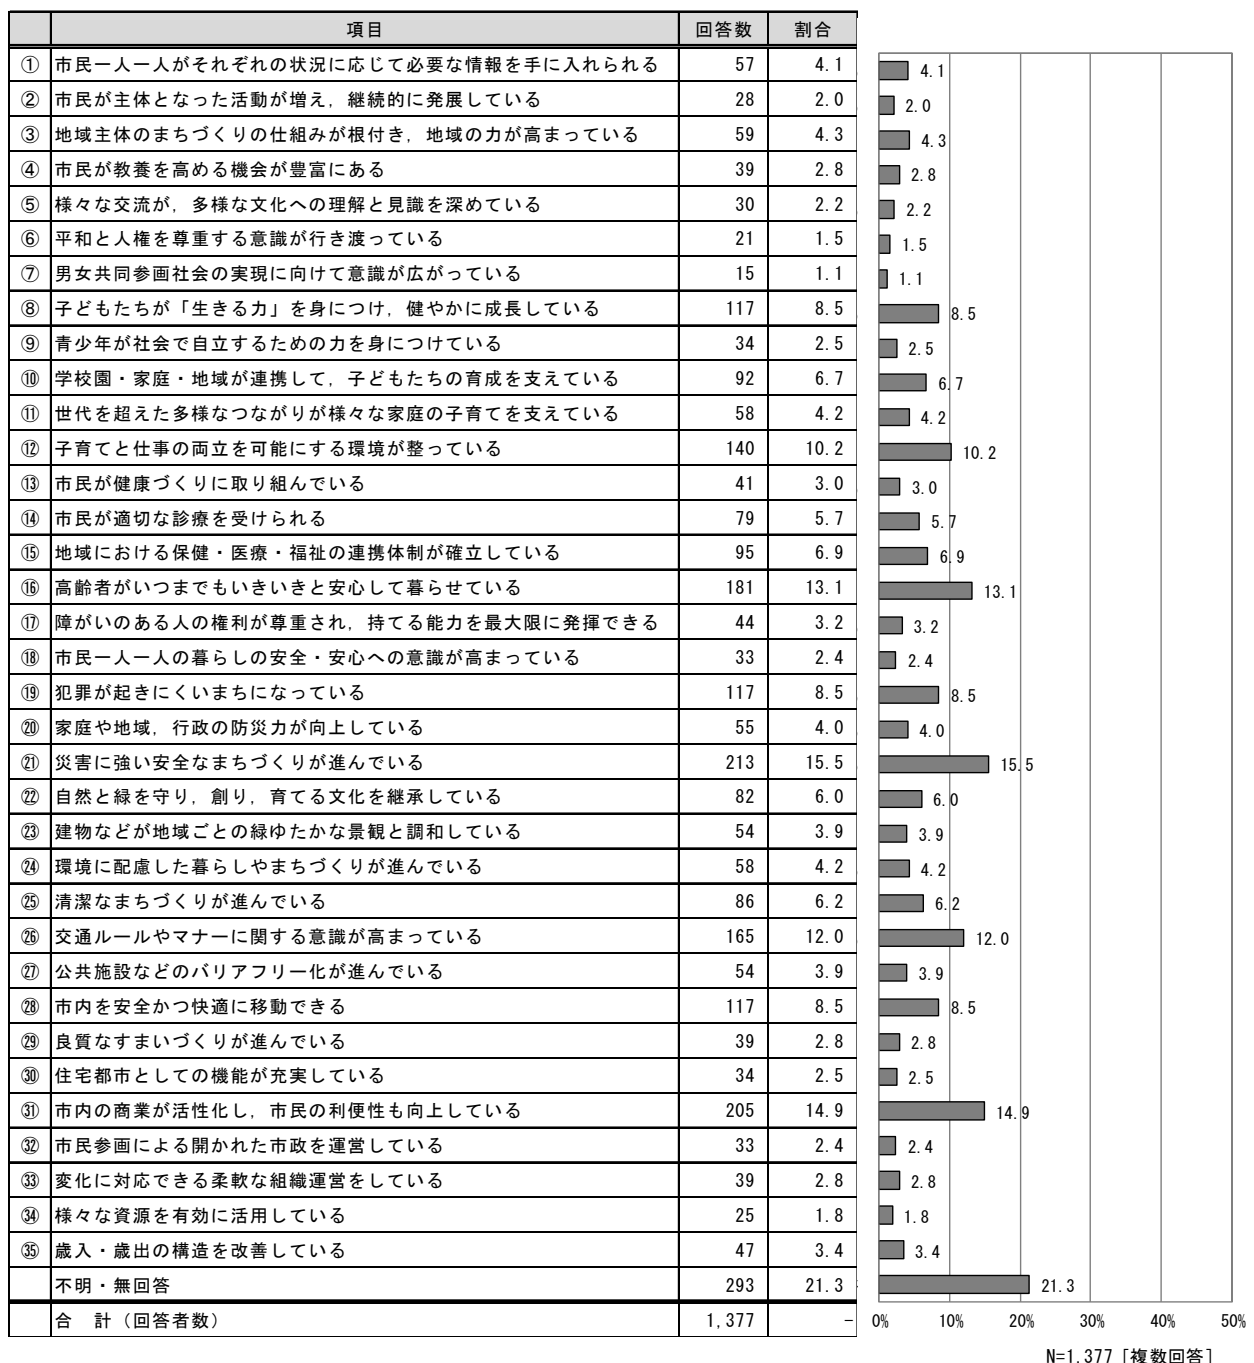 項目 回答数 割合
① 市民一人一人がそれぞれの状況に応じて必要な情報を手に入れられる 57 4.1 4.1
② 市民が主体となった活動が増え，継続的に発展している 28 2.0 2.0
③ 地域主体のまちづくりの仕組みが根付き，地域の力が高まっている 59 4.3 4.3
④ 市民が教養を高める機会が豊富にある 39 2.8 2.8
⑤ 様々な交流が，多様な文化への理解と見識を深めている 30 2.2 2.2
⑥ 平和と人権を尊重する意識が行き渡っている 21 1.5 1.5
⑦ 男女共同参画社会の実現に向けて意識が広がっている 15 1.1 1.1
⑧ 子どもたちが「生きる力」を身につけ，健やかに成長している 117 8.5 8.5
⑨ 青少年が社会で自立するための力を身につけている 34 2.5 2.5
⑩ 学校園・家庭・地域が連携して，子どもたちの育成を支えている 92 6.7 6.7
⑪ 世代を超えた多様なつながりが様々な家庭の子育てを支えている 58 4.2 4.2
⑫ 子育てと仕事の両立を可能にする環境が整っている 140 10.2 10.2
⑬ 市民が健康づくりに取り組んでいる 41 3.0 3.0
⑭ 市民が適切な診療を受けられる 79 5.7 5.7
⑮ 地域における保健・医療・福祉の連携体制が確立している 95 6.9 6.9
⑯ 高齢者がいつまでもいきいきと安心して暮らせている 181 13.1 13.1
⑰ 障がいのある人の権利が尊重され，持てる能力を最大限に発揮できる 44 3.2 3.2
⑱ 市民一人一人の暮らしの安全・安心への意識が高まっている 33 2.4 2.4
⑲ 犯罪が起きにくいまちになっている 117 8.5 8.5
⑳ 家庭や地域，行政の防災力が向上している 55 4.0 4.0
㉑ 災害に強い安全なまちづくりが進んでいる 213 15.5 15.5
㉒ 自然と緑を守り，創り，育てる文化を継承している 82 6.0 6.0
㉓ 建物などが地域ごとの緑ゆたかな景観と調和している 54 3.9 3.9
㉔ 環境に配慮した暮らしやまちづくりが進んでいる 58 4.2 4.2
㉕ 清潔なまちづくりが進んでいる 86 6.2 6.2
㉖ 交通ルールやマナーに関する意識が高まっている 165 12.0 12.0
㉗ 公共施設などのバリアフリー化が進んでいる 54 3.9 3.9
㉘ 市内を安全かつ快適に移動できる 117 8.5 8.5
㉙ 良質なすまいづくりが進んでいる 39 2.8 2.8
㉚ 住宅都市としての機能が充実している 34 2.5 2.5
㉛ 市内の商業が活性化し，市民の利便性も向上している 205 14.9 14.9
㉜ 市民参画による開かれた市政を運営している 33 2.4 2.4
㉝ 変化に対応できる柔軟な組織運営をしている 39 2.8 2.8
㉞ 様々な資源を有効に活用している 25 1.8 1.8
㉟ 歳入・歳出の構造を改善している 47 3.4 3.4
不明・無回答 293 21.3 21.3
合 計（回答者数） 1,377 －
0% 10% 20% 30% 40% 50%
N=1,377［複数回答］